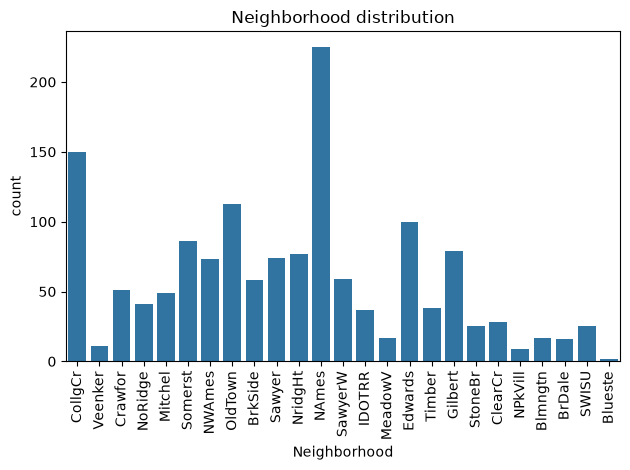 Neighborhood distribution
count
200
150
100
50
0
CollgCr
Veenker
Crawfor
NoRidge
Mitchel
Somerst
NWAmes
OldTown
BrkSide
Sawyer
NridgHt
NAmes
SawyerW
IDOTRR
MeadowV
Edwards
Timber
Gilbert
StoneBr
ClearCr
NPkVill
Blmngtn
BrDale
SWISU
Blueste
Neighborhood